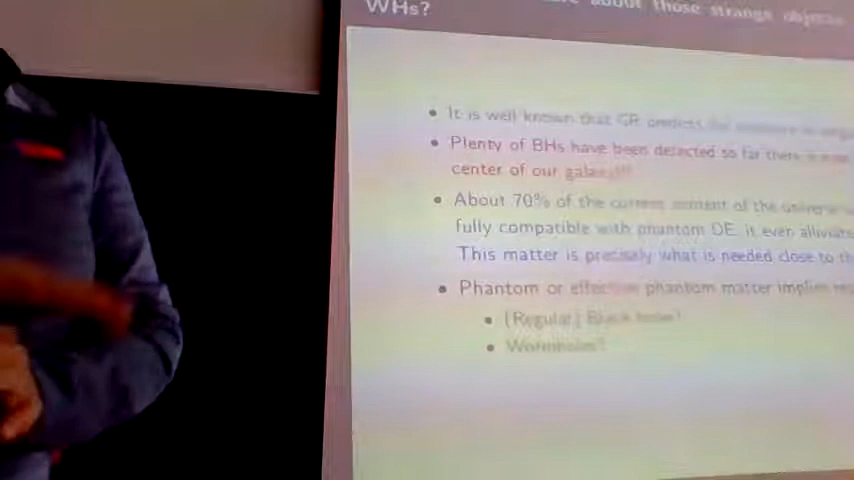 about those strange objects
WHs?
• It is well known that GR predicts
• Plenty of BHs have been detected so far there is
center of our galaxy!!!
• About 70% of the current content of the universe
fully compatible with phantom DE, it even alleviate
This matter is precisely what is needed close to th
• Phantom or effective phantom matter implies
• [Regular] Black holes!
• Wormholes!